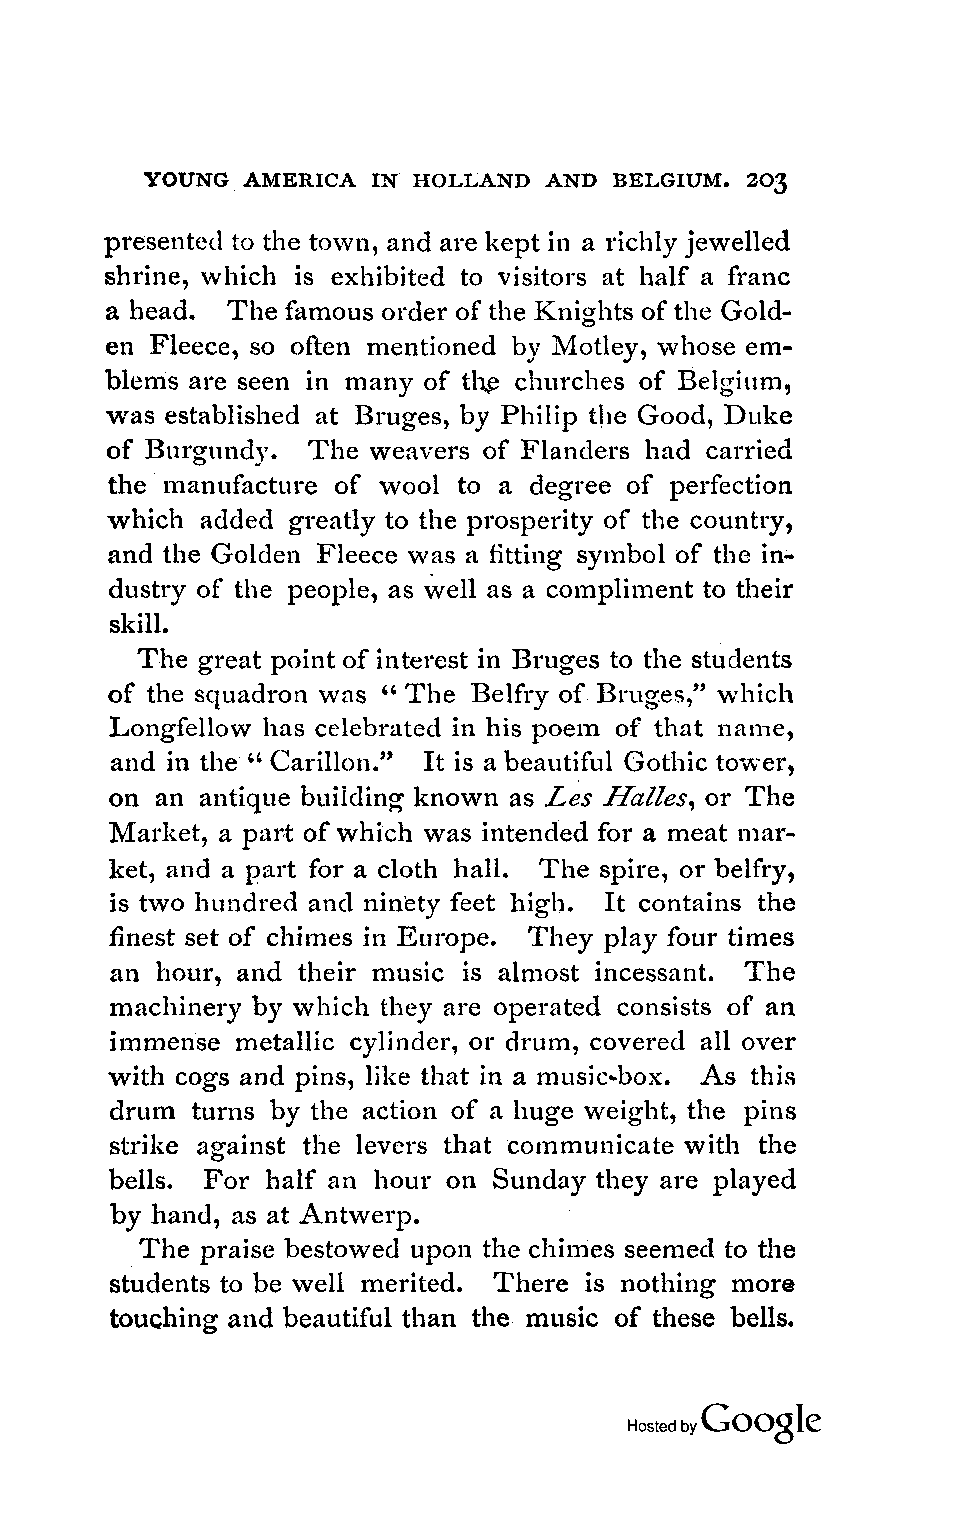 YOUNG AMERICA IN HOLLAND AND BELGIUM. 203
presented to the town, and are kept in a richly jewelled
shrine, which is exhibited to visitors at half a franc
a head. The famous order of the Knights of the Gold-
en Fleece, so often mentioned by Motley, whose em-
blems are seen in many of the churches of Belgium,
was established at Bruges, by Philip the Good, Duke
of Burgundy. The weavers of Flanders had carried
the manufacture of wool to a degree of perfection
which added greatly to the prosperity of the country,
and the Golden Fleece was a fitting symbol of the in-
dustry of the people, as well as a compliment to their
skill.
The great point of interest in Bruges to the students
of the squadron was “ The Belfry of Bruges,” which
Longfellow has celebrated in his poem of that name,
and in the “ Carillon.” It is a beautiful Gothic tower,
on an antique building known as Les Halles, or The
Market, a part of which was intended for a meat mar-
ket, and a part for a cloth hall. The spire, or belfry,
is two hundred and ninety feet high. It contains the
finest set of chimes in Europe. They play four times
an hour, and their music is almost incessant. The
machinery by which they are operated consists of an
immense metallic cylinder, or drum, covered all over
with cogs and pins, like that in a music-box. As this
drum turns by the action of a huge weight, the pins
strike against the levers that communicate with the
bells. For half an hour on Sunday they are played
by hand, as at Antwerp.
The praise bestowed upon the chimes seemed to the
students to be well merited. There is nothing more
touching and beautiful than the music of these bells.
Hosted by Google